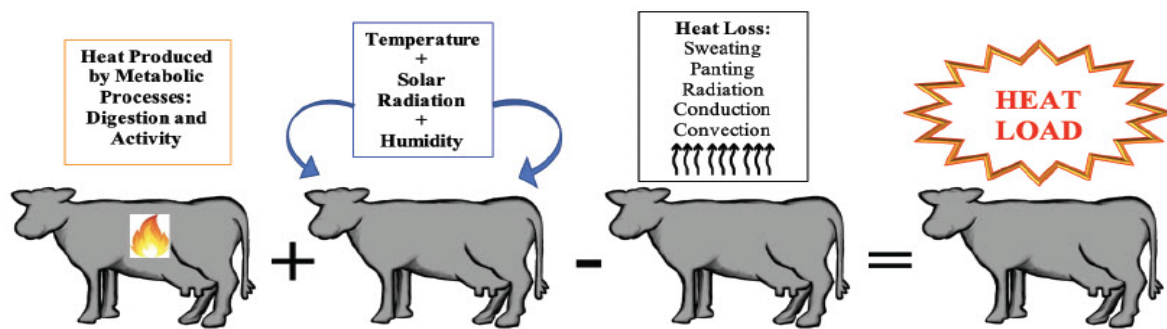 Heat Produced
by Metabolic
Processes:
Digestion and
Activity
Temperature
+
Solar
Radiation
+
Humidity
Heat Loss:
Sweating
Panting
Radiation
Conduction
Convection
HEAT
LOAD
+
-
=